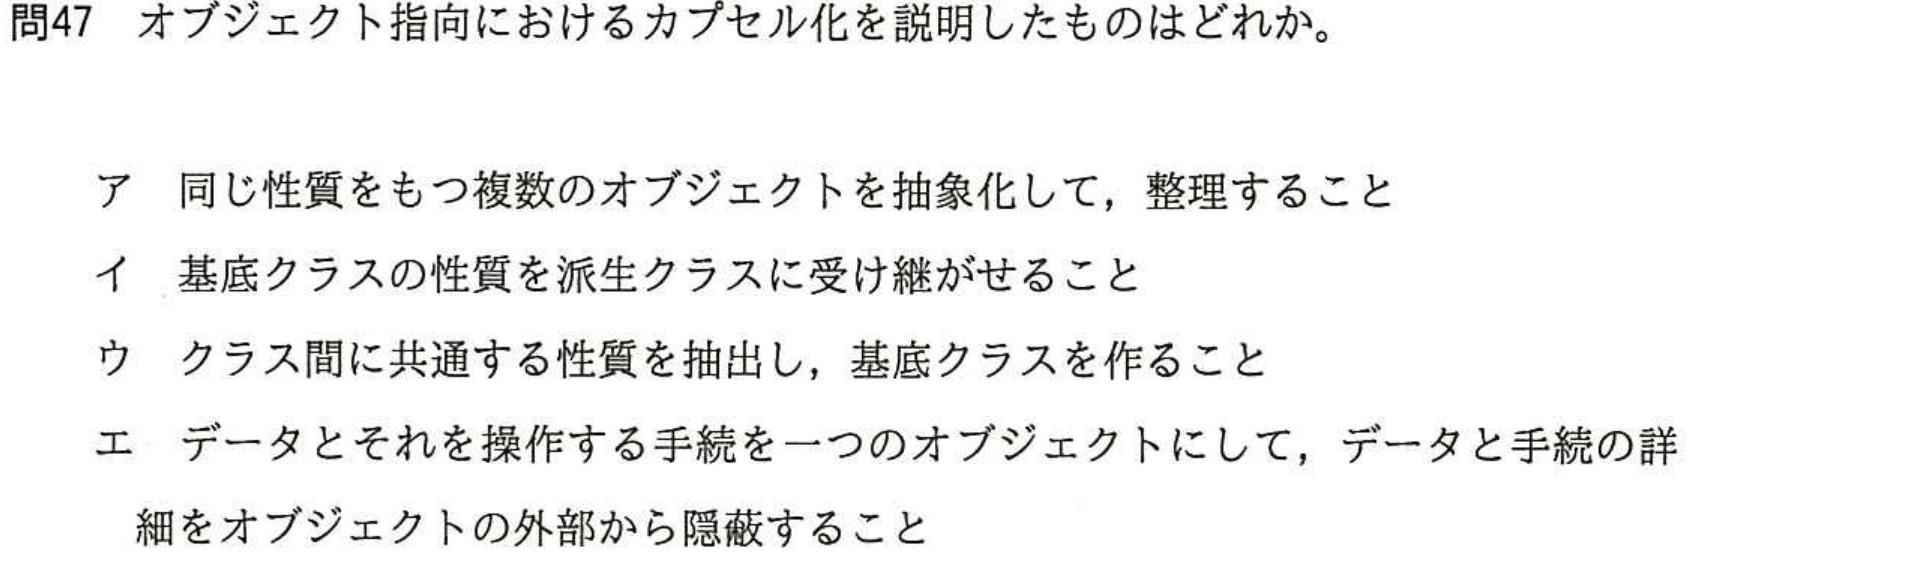 問47　オブジェクト指向におけるカプセル化を説明したものはどれか。
ア　同じ性質をもつ複数のオブジェクトを抽象化して，整理すること
イ　基底クラスの性質を派生クラスに受け継がせること
ウ　クラス間に共通する性質を抽出し，基底クラスを作ること
エ　データとそれを操作する手続を一つのオブジェクトにして，データと手続の詳
細をオブジェクトの外部から隠蔽すること